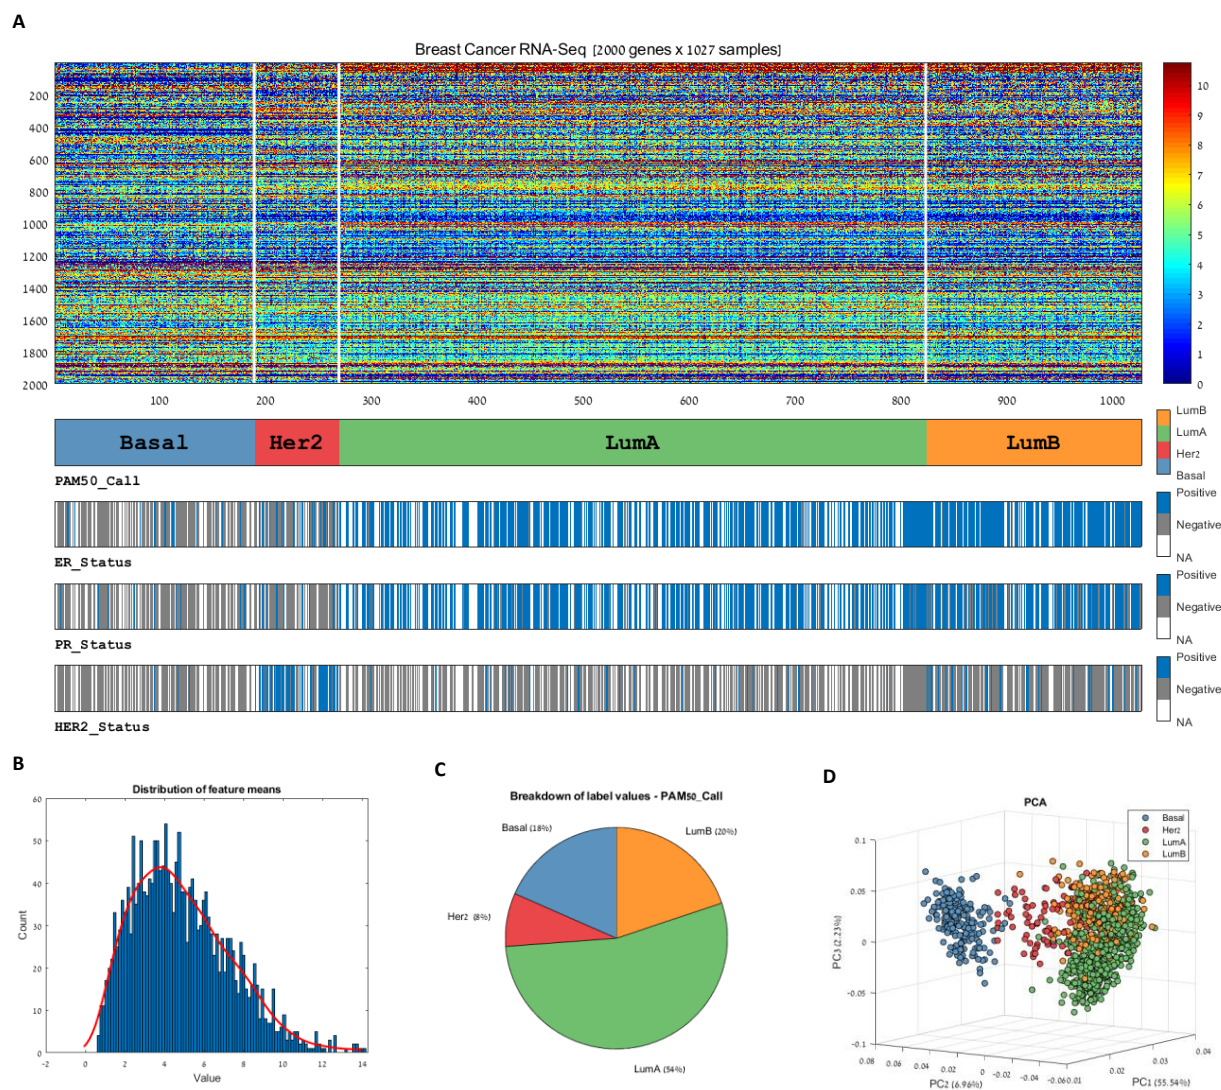 A
Breast Cancer RNA-Seq [2000 genes x 1027 samples]
200
400
600
800
1000
1200
1400
1600
1800
2000
100 200 300 400 500 600 700 800 900 1000
10
9
8
7
6
5
4
3
2
1
0
Basal Her2 LumA LumB
LumB
LumA
Her2
Basal
PAM50_Call
Positive
Negative
NA
ER_Status
Positive
Negative
NA
PR_Status
Positive
Negative
NA
HER2_Status
B
Distribution of feature means
Count
60
50
40
30
20
10
0
-2 0 2 4 6 8 10 12 14
Value
C
Breakdown of label values - PAM50_Call
Basal (18%)
LumB (20%)
Her2 (8%)
LumA (54%)
D
PCA
Basal
Her2
LumA
LumB
PC3 (2.23%)
0.1
0.05
0
-0.05
-0.1
0.08 0.06 0.04 0.02 0 -0.02 -0.04 -0.06
PC2 (6.96%)
0.01 0.02 0.03 0.04
PC1 (55.54%)